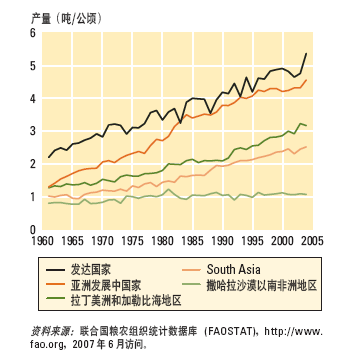 产量（吨/公顷）
6
5
4
3
2
1
0
1960 1965 1970 1975 1980 1985 1990 1995 2000 2005
发达国家
South Asia
亚洲发展中国家
撒哈拉沙漠以南非洲地区
拉丁美洲和加勒比海地区
资料来源：联合国粮农组织统计数据库（FAOSTAT)，http://www.
fao.org，2007 年 6 月访问。